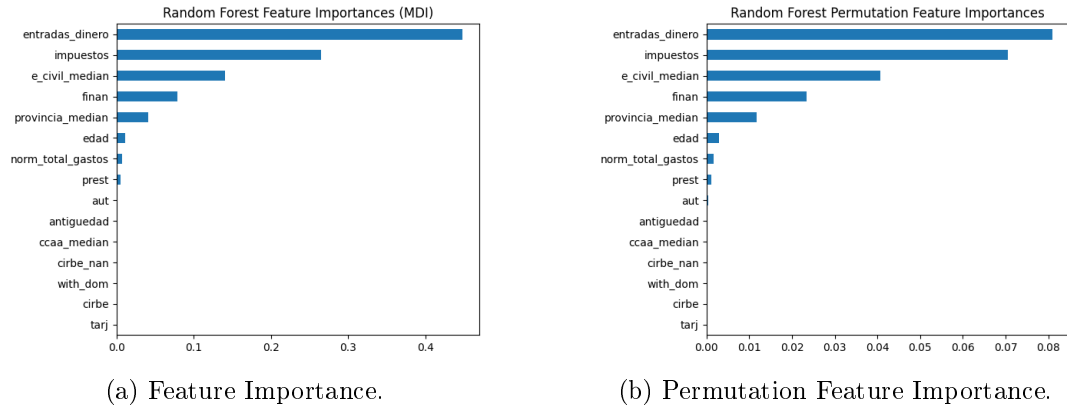 Random Forest Feature Importances (MDI)
entradas_dinero
impuestos
e_civil_median
finan
provincia_median
edad
norm_total_gastos
prest
aut
antiguedad
ccaa_median
cirbe_nan
with_dom
cirbe
tarj
0.0 0.1 0.2 0.3 0.4
(a) Feature Importance.
Random Forest Permutation Feature Importances
entradas_dinero
impuestos
e_civil_median
finan
provincia_median
edad
norm_total_gastos
prest
aut
antiguedad
ccaa_median
cirbe_nan
with_dom
cirbe
tarj
0.00 0.01 0.02 0.03 0.04 0.05 0.06 0.07 0.08
(b) Permutation Feature Importance.